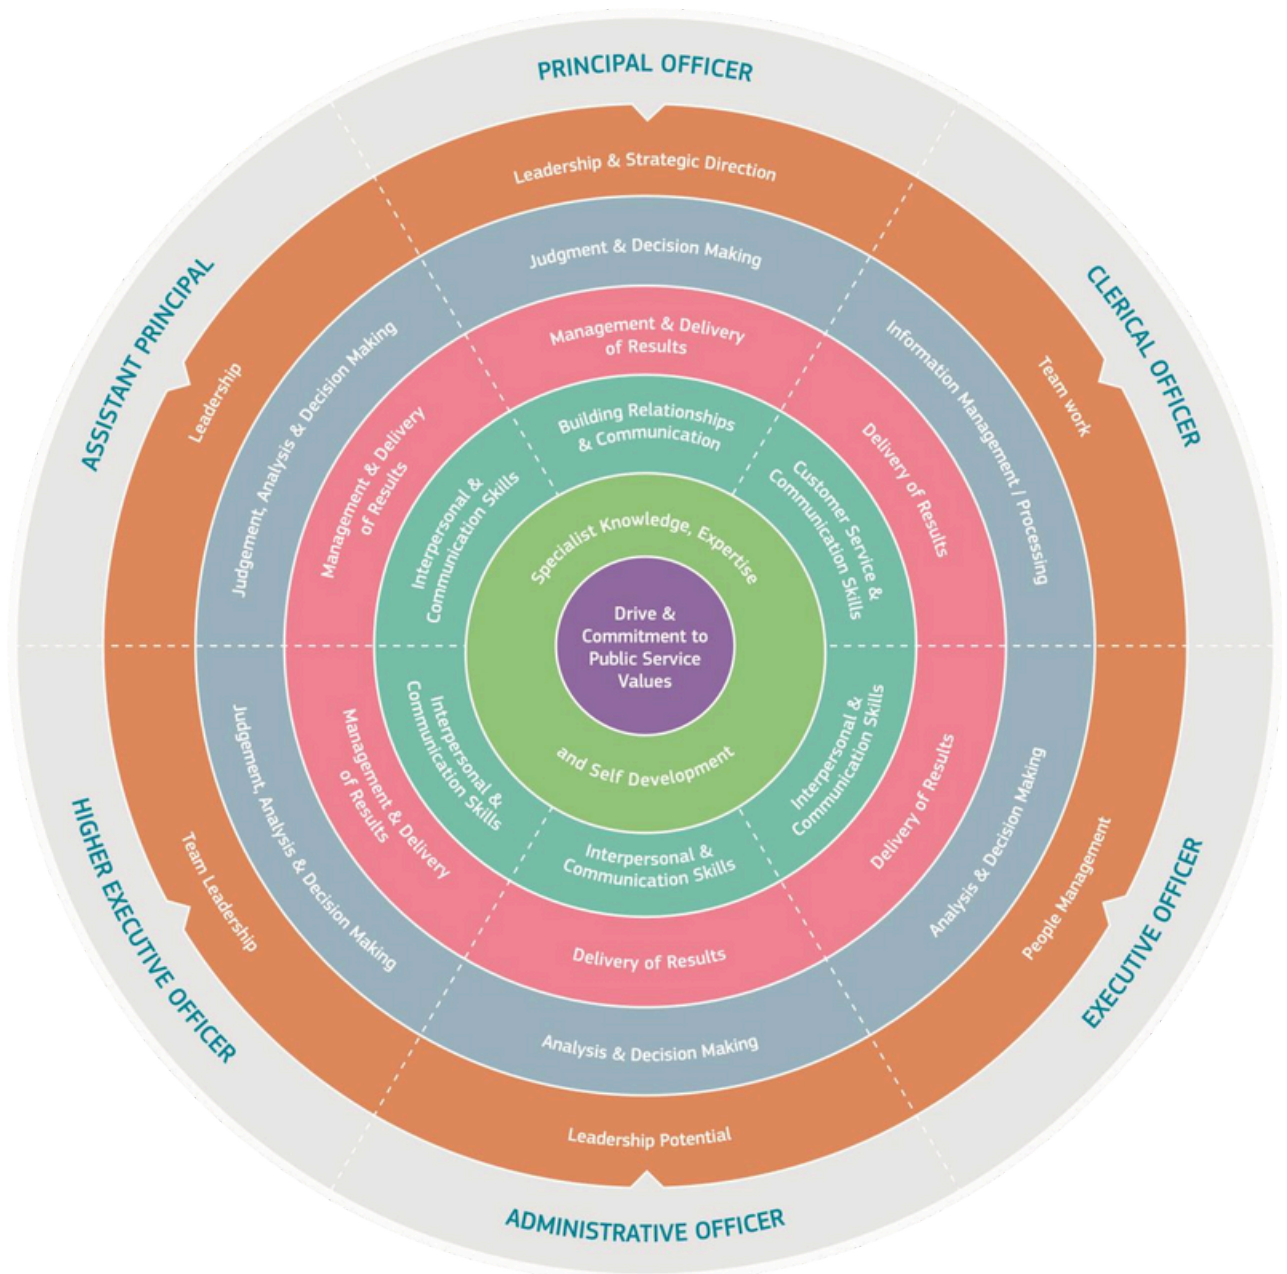 PRINCIPAL OFFICER
Leadership & Strategic Direction
Judgment & Decision Making
Management & Delivery
of Results
Building Relationships
& Communication
CLERICAL OFFICER
Team work
Information Management / Processing
Delivery of Results
Customer Service &
Communication Skills
EXECUTIVE OFFICER
People Management
Analysis & Decision Making
Delivery of Results
Interpersonal &
Communication Skills
ADMINISTRATIVE OFFICER
Leadership Potential
Analysis & Decision Making
Delivery of Results
Interpersonal &
Communication Skills
HIGHER EXECUTIVE OFFICER
Team Leadership
Judgement, Analysis & Decision Making
Management & Delivery
of Results
Interpersonal &
Communication Skills
ASSISTANT PRINCIPAL
Leadership
Judgement, Analysis & Decision Making
Management & Delivery
of Results
Interpersonal &
Communication Skills
Specialist Knowledge, Expertise
and Self Development
Drive &
Commitment to
Public Service
Values